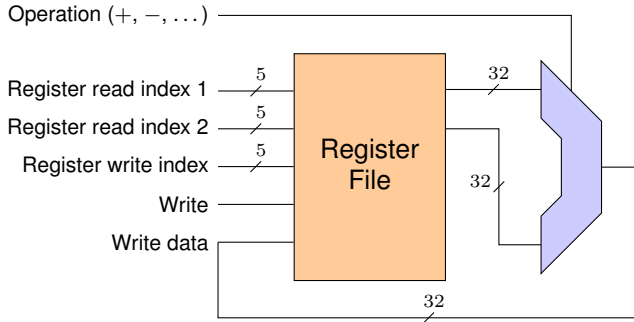 Operation (+, −, …)
Register read index 1
5
32
Register read index 2
5
Register write index
5
Register
File
32
Write
Write data
32